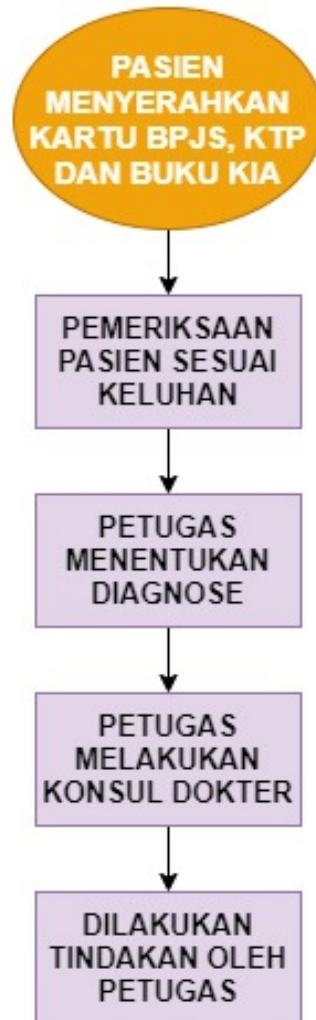 PASIEN
MENYERAHKAN
KARTU BPJS, KTP
DAN BUKU KIA
PEMERIKSAAN
PASIEN SESUAI
KELUHAN
PETUGAS
MENENTUKAN
DIAGNOSE
PETUGAS
MELAKUKAN
KONSUL DOKTER
DILAKUKAN
TINDAKAN OLEH
PETUGAS